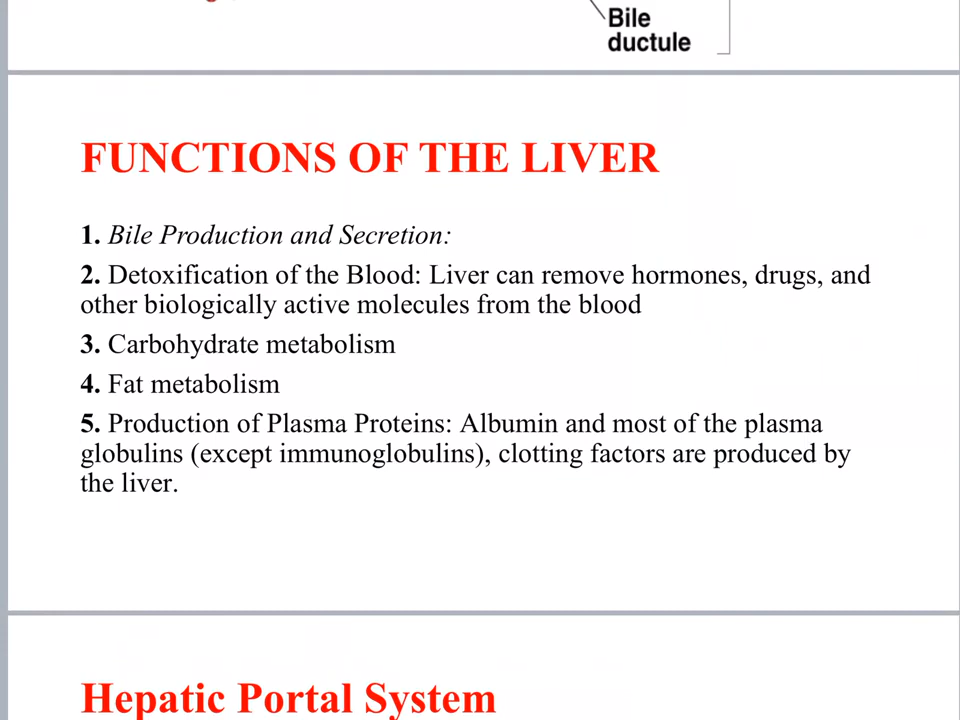 Bile
ductule
FUNCTIONS OF THE LIVER
1. Bile Production and Secretion:
2. Detoxification of the Blood: Liver can remove hormones, drugs, and
other biologically active molecules from the blood
3. Carbohydrate metabolism
4. Fat metabolism
5. Production of Plasma Proteins: Albumin and most of the plasma
globulins (except immunoglobulins), clotting factors are produced by
the liver.
Hepatic Portal System